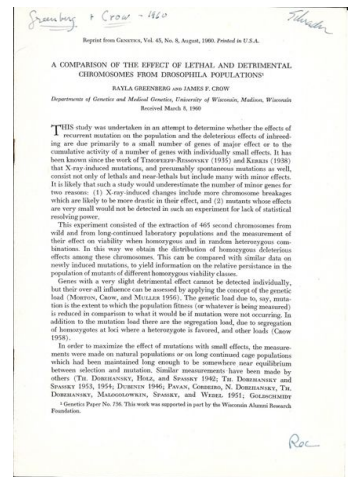 Greenberg + Crow - 1960
Reprint from GENETICS, Vol. 45, No. 8, August, 1960. Printed in U.S.A.
A COMPARISON OF THE EFFECT OF LETHAL AND DETRIMENTAL
CHROMOSOMES FROM DROSOPHILA POPULATIONS¹
RAYLA GREENBERG AND JAMES F. CROW
Departments of Genetics and Medical Genetics, University of Wisconsin, Madison, Wisconsin
Received March 8, 1960
THIS study was undertaken in an attempt to determine whether the effects of
recurrent mutation on the population and the deleterious effects of inbreed-
ing are due primarily to a small number of genes of major effect or to the
cumulative activity of a number of genes with individually small effects. It has
been known since the work of TIMOFEEFF-RESSOVSKY (1935) and KERKIS (1938)
that X-ray-induced mutations, and presumably spontaneous mutations as well,
consist not only of lethals and near-lethals but include many with minor effects.
It is likely that such a study would underestimate the number of minor genes for
two reasons: (1) X-ray-induced changes include more chromosome breakages
which are likely to be more drastic in their effect, and (2) mutants whose effects
are very small would not be detected in such an experiment for lack of statistical
resolving power.
This experiment consisted of the extraction of 465 second chromosomes from
wild and from long-continued laboratory populations and the measurement of
their effect on viability when homozygous and in random heterozygous com-
binations. In this way we obtain the distribution of homozygous deleterious
effects among these chromosomes. This can be compared with similar data on
newly induced mutations, to yield information on the relative persistance in the
population of mutants of different homozygous viability classes.
Genes with a very slight detrimental effect cannot be detected individually,
but their over-all influence can be assessed by applying the concept of the genetic
load (MORTON, CROW, and MULLER 1956). The genetic load due to, say, muta-
tion is the extent to which the population fitness (or whatever is being measured)
is reduced in comparison to what it would be if mutation were not occurring. In
addition to the mutation load there are the segregation load, due to segregation
of homozygotes at loci where a heterozygote is favored, and other loads (CROW
1958).
In order to maximize the effect of mutations with small effects, the measure-
ments were made on natural populations or on long continued cage populations
which had been maintained long enough to be somewhere near equilibrium
between selection and mutation. Similar measurements have been made by
others (TH. DOBZHANSKY, HOLZ, and SPASSKY 1942; TH. DOBZHANSKY and
SPASSKY 1953, 1954; DUBININ 1946; PAVAN, CORDEIRO, N. DOBZHANSKY, TH.
DOBZHANSKY, MALOGOLOWKIN, SPASSKY, and WEDEL 1951; GOLDSCHMIDT
¹ Genetics Paper No. 756. This work was supported in part by the Wisconsin Alumni Research
Foundation.
Roc